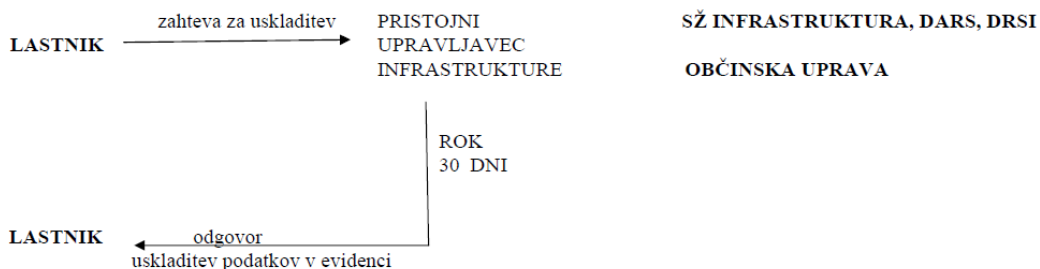 zahteva za uskladitev
PRISTOJNI
SŽ INFRASTRUKTURA, DARS, DRSI
LASTNIK
UPRAVLJAVEC
INFRASTRUKTURE
OBČINSKA UPRAVA
ROK
30 DNI
LASTNIK
odgovor
uskladitev podatkov v evidenci